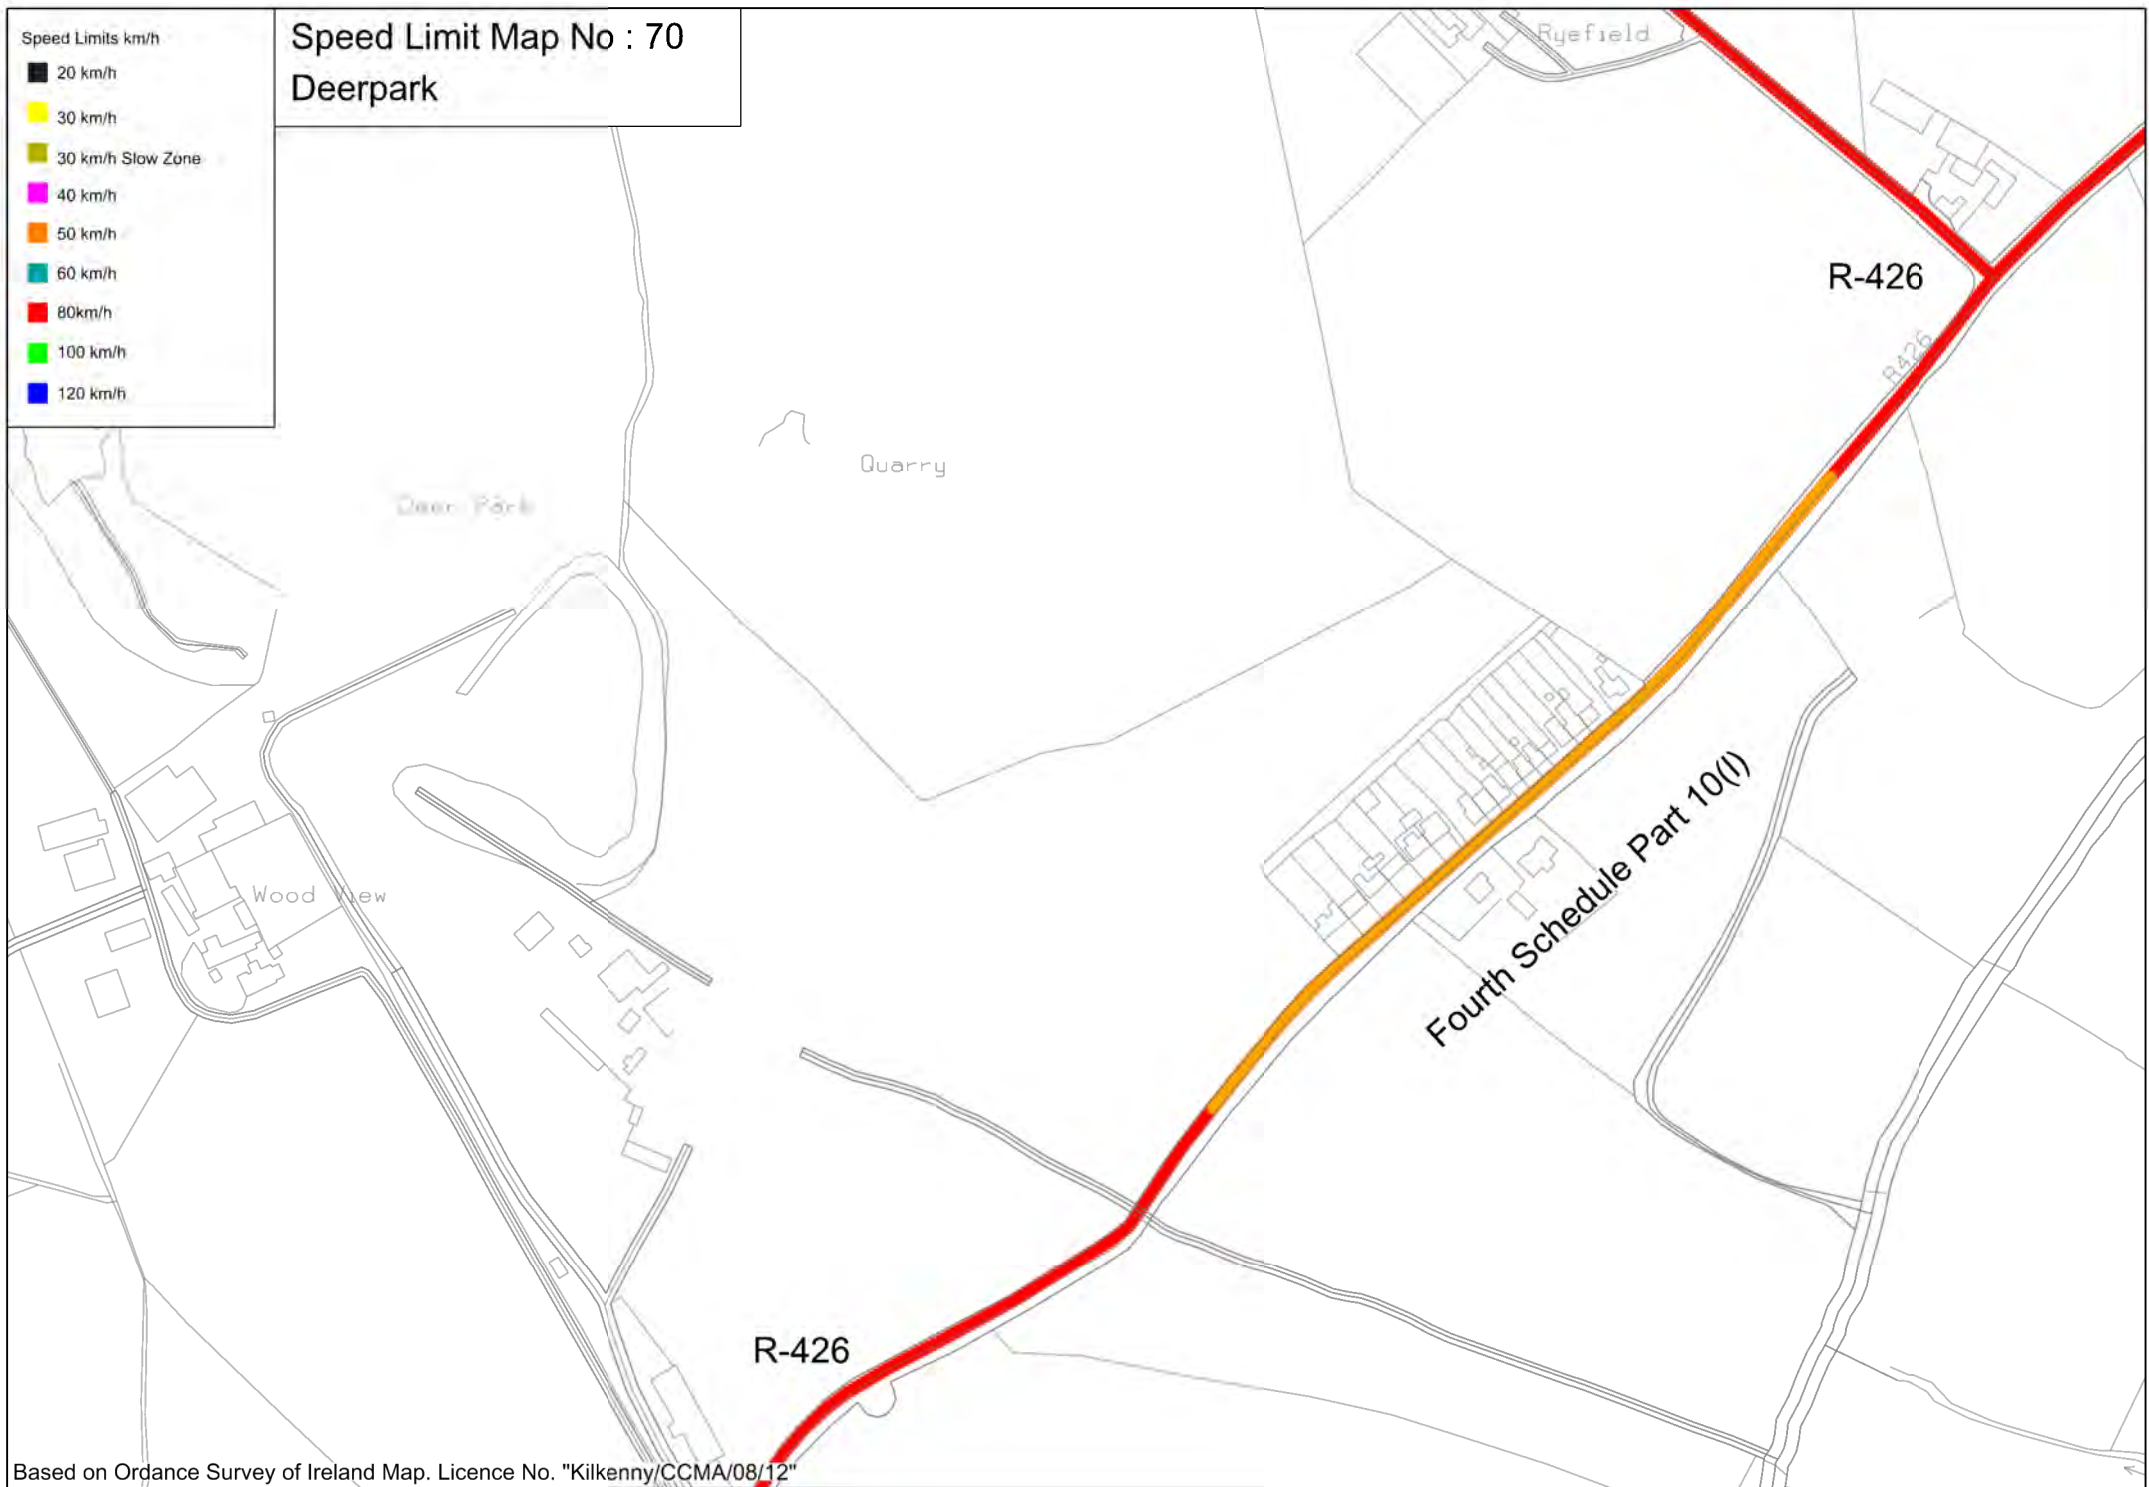 Speed Limits km/h
20 km/h
30 km/h
30 km/h Slow Zone
40 km/h
50 km/h
60 km/h
80km/h
100 km/h
120 km/h
Speed Limit Map No : 70
Deerpark
Ryefield
R-426
R426
Quarry
Deer Park
Wood View
Fourth Schedule Part 10(I)
R-426
Based on Ordance Survey of Ireland Map. Licence No. "Kilkenny/CCMA/08/12"